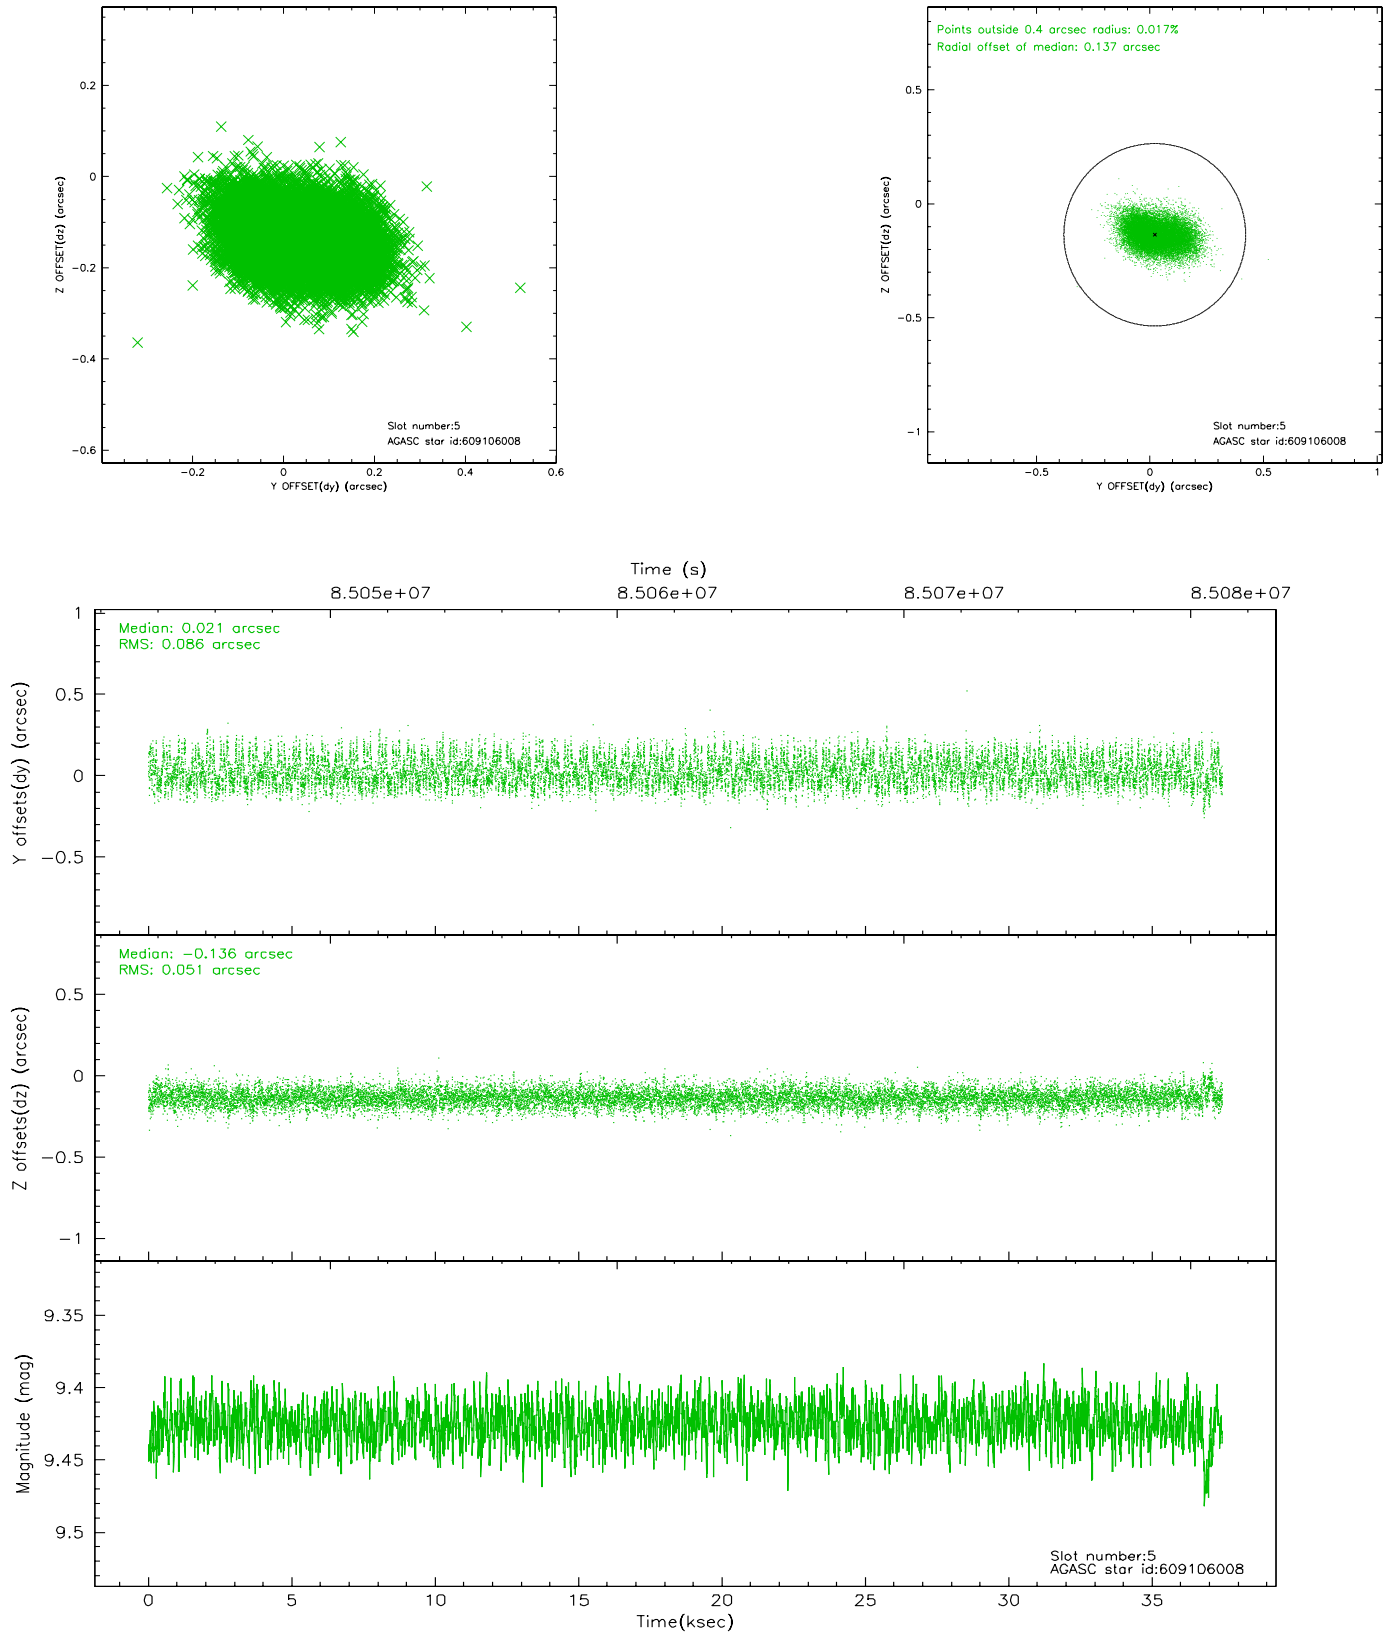 0.2
0
−0.2
−0.4
−0.6
Z OFFSET(dz) (arcsec)
Slot number:5
AGASC star id:609106008
−0.2
0
0.2
0.4
0.6
Y OFFSET(dy) (arcsec)
Points outside 0.4 arcsec radius: 0.017%
Radial offset of median: 0.137 arcsec
0.5
0
−0.5
−1
Z OFFSET(dz) (arcsec)
Slot number:5
AGASC star id:609106008
−0.5
0
0.5
1
Y OFFSET(dy) (arcsec)
Time (s)
8.505e+07
8.506e+07
8.507e+07
8.508e+07
Median: 0.021 arcsec
RMS: 0.086 arcsec
1
0.5
0
−0.5
Y offsets(dy) (arcsec)
Median: −0.136 arcsec
RMS: 0.051 arcsec
0.5
0
−0.5
−1
Z offsets(dz) (arcsec)
9.35
9.4
9.45
9.5
Magnitude (mag)
Slot number:5
AGASC star id:609106008
0
5
10
15
20
25
30
35
Time(ksec)